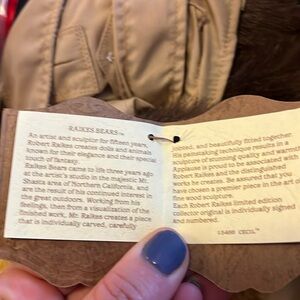 RAIKES BEARS™
An artist and sculptor for fifteen years,
Robert Raikes creates dolls and animals
known for their elegance and their special
touch of fantasy.
Raikes Bears came to life three years ago
at the artist's studio in the majestic Mt.
Shasta area of Northern California, and
are the result of his continued interest in
the great outdoors. Working from his
feelings, then from a visualization of the
finished work, Mr. Raikes creates a piece
that is individually carved, carefully
jointed, and beautifully fitted together.
His painstaking technique results in a
sculpture of stunning quality and warmth.
Applause is proud to be associated with
Robert Raikes and the distinguished
works he creates. Be assured that you
have been a premier piece in the art of
fine wood sculpture.
Each Robert Raikes limited edition
collector original is individually signed
and numbered.
15466 CECIL™